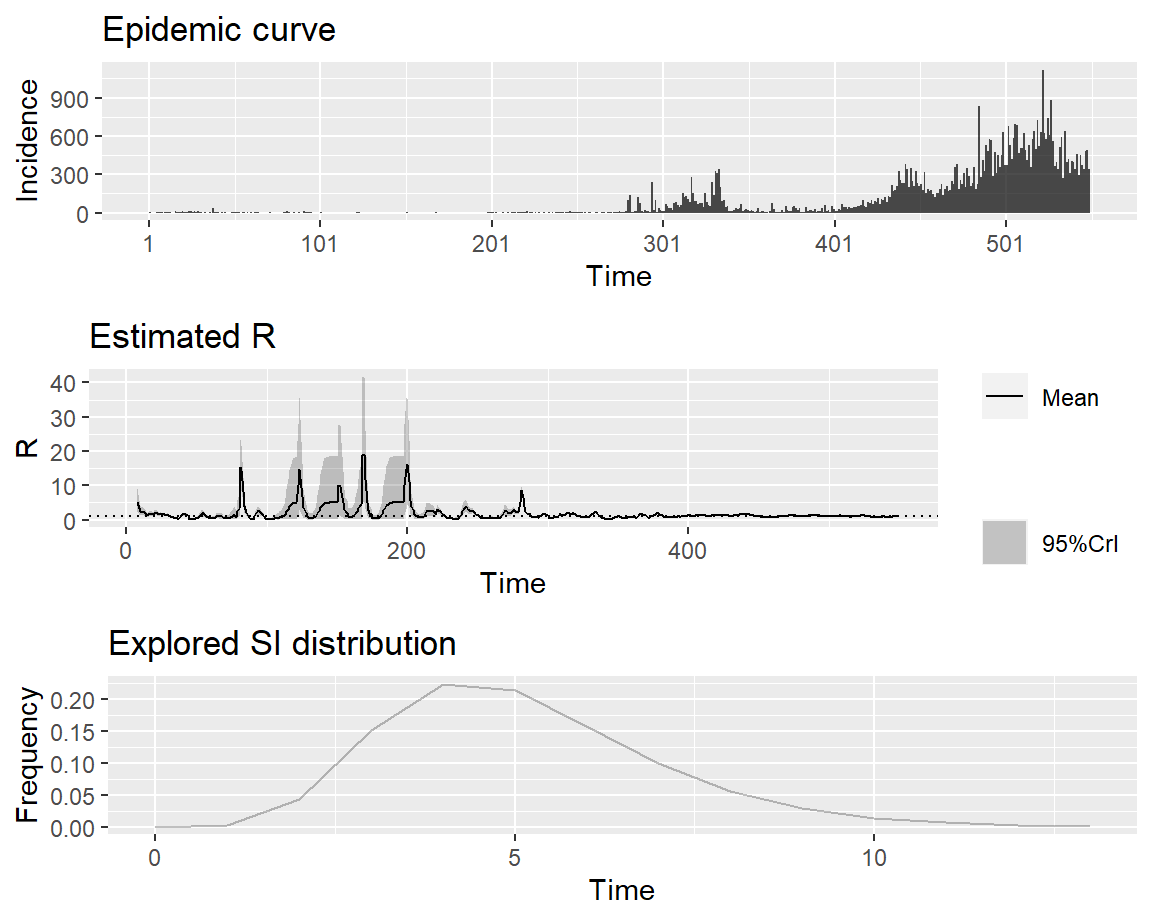 Epidemic curve
Incidence
900
600
300
0
1 101 201 301 401 501
Time
Estimated R
R
40
30
20
10
0
0 200 400
Time
Mean
95%CrI
Explored SI distribution
Frequency
0.20
0.15
0.10
0.05
0.00
0 5 10
Time